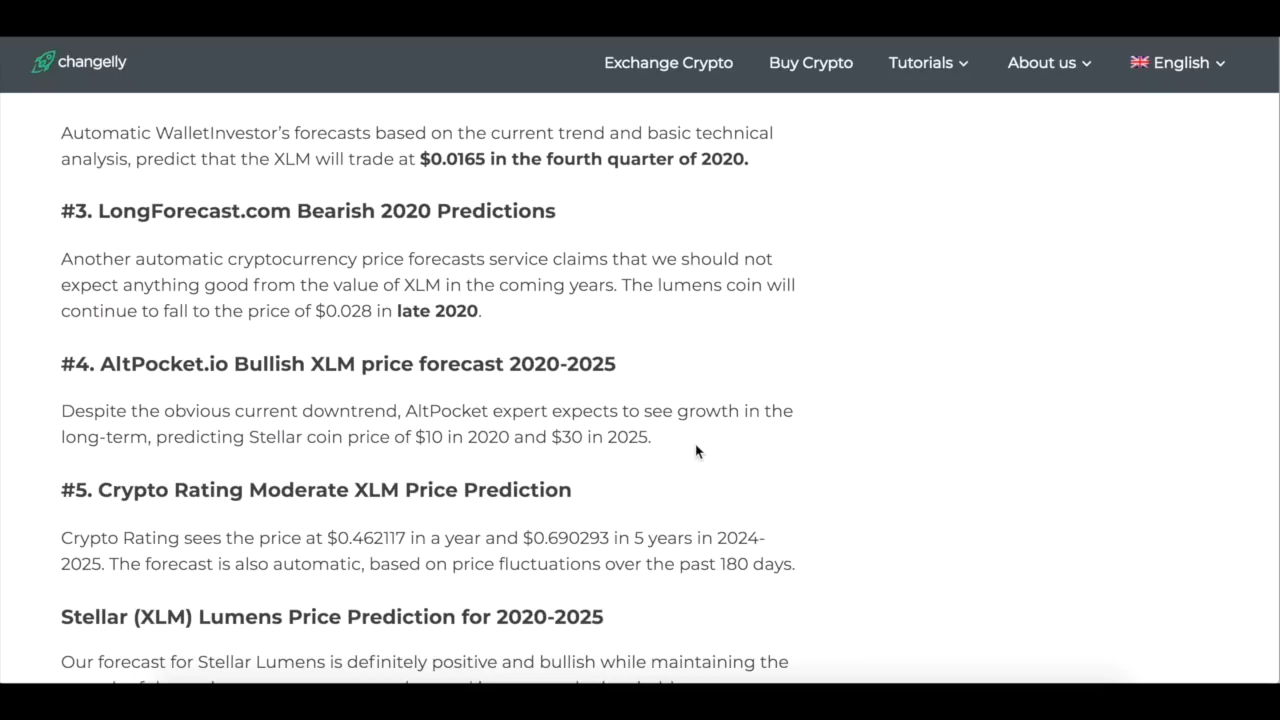 changelly
Exchange Crypto
Buy Crypto
Tutorials
About us
English
Automatic WalletInvestor's forecasts based on the current trend and basic technical
analysis, predict that the XLM will trade at $0.0165 in the fourth quarter of 2020.
#3. LongForecast.com Bearish 2020 Predictions
Another automatic cryptocurrency price forecasts service claims that we should not
expect anything good from the value of XLM in the coming years. The lumens coin will
continue to fall to the price of $0.028 in late 2020.
#4. AltPocket.io Bullish XLM price forecast 2020-2025
Despite the obvious current downtrend, AltPocket expert expects to see growth in the
long-term, predicting Stellar coin price of $10 in 2020 and $30 in 2025.
#5. Crypto Rating Moderate XLM Price Prediction
Crypto Rating sees the price at $0.462117 in a year and $0.690293 in 5 years in 2024-
2025. The forecast is also automatic, based on price fluctuations over the past 180 days.
Stellar (XLM) Lumens Price Prediction for 2020-2025
Our forecast for Stellar Lumens is definitely positive and bullish while maintaining the